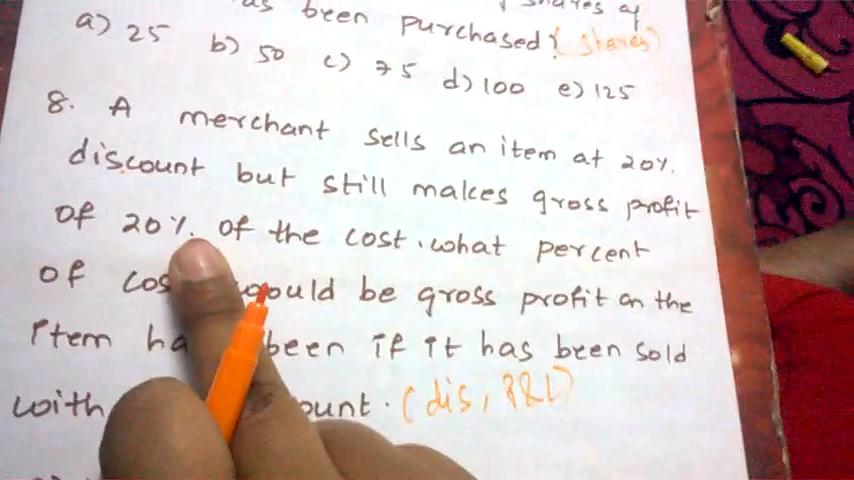 been purchased? (shares)
a) 25 b) 50 c) 75 d) 100 e) 125
8. A merchant sells an item at 20%.
discount but still makes gross profit
of 20% of the cost. what percent
of would be gross profit on the
item been if it has been sold
with (dis, P&L)